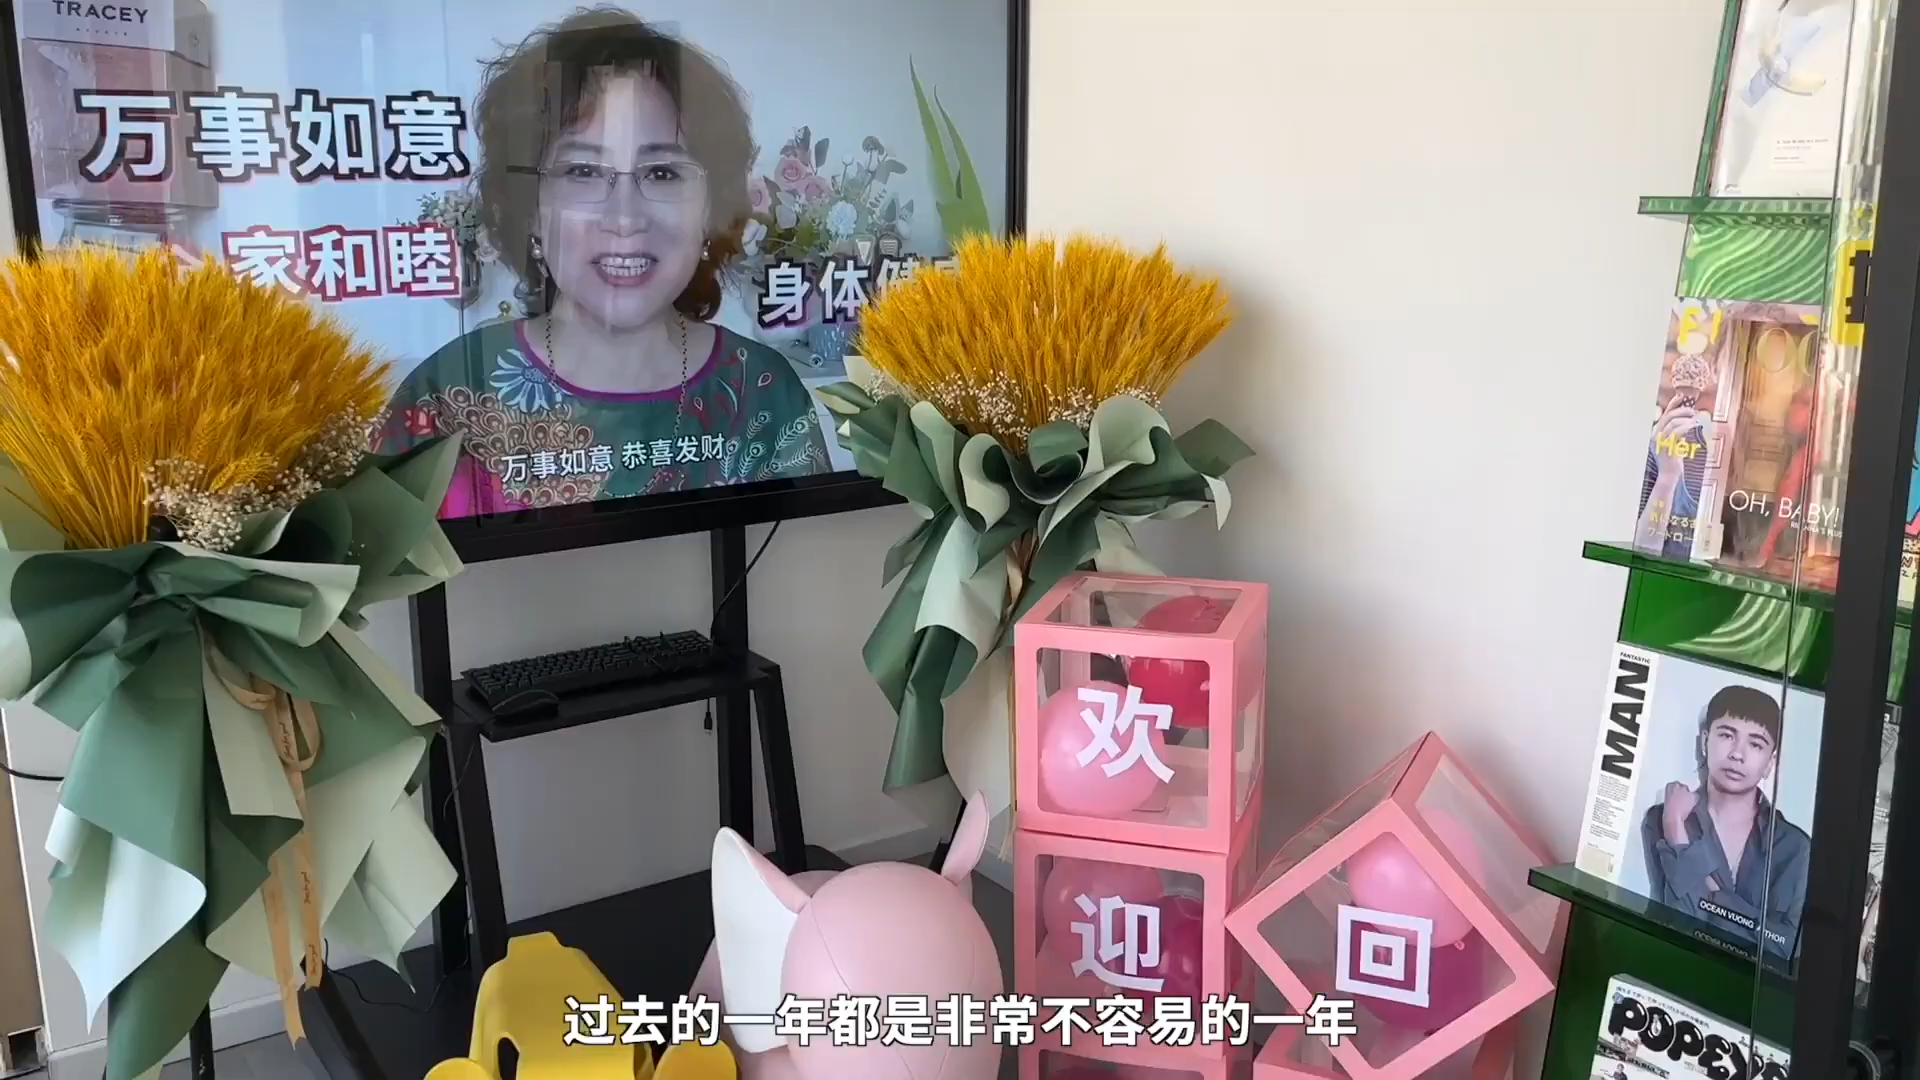 TRACEY
万事如意
家和睦
身体健
万事如意 恭喜发财
Her
OH, BABY!
FANTASTIC
MAN
OCEAN VUONG, AUTHOR
POPEYE
欢
迎
回
过去的一年都是非常不容易的一年